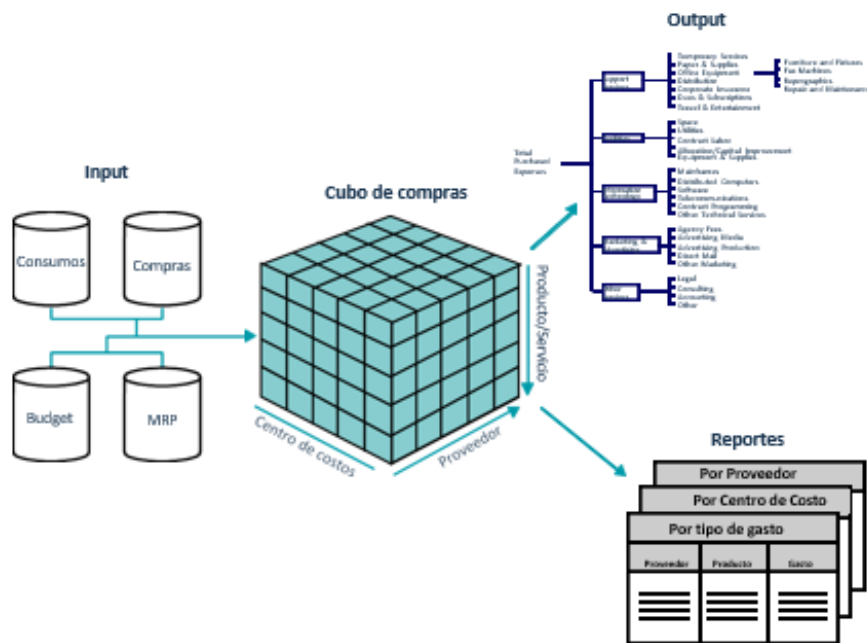 Input
Consumos
Compras
Budget
MRP
Cubo de compras
Centro de costos
Proveedor
Producto/Servicio
Output
Total
Purchased
Expenses
Temporary Services
Paper & Supplies
Office Equipment
Distribution
Corporate Insurance
Dues & Subscriptions
Travel & Entertainment
Furniture and Fixtures
Fax Machines
Reprographics
Repair and Maintenance
Space
Utilities
Contract Labor
Allocation/Capital Improvement
Equipment & Supplies
Mainframes
Distributed Computers
Software
Telecommunications
Contract Programming
Other Technical Services
Marketing &
Agency Fees
Advertising Media
Advertising Production
Direct Mail
Other Marketing
Legal
Consulting
Accounting
Other
Reportes
Por Proveedor
Por Centro de Costo
Por tipo de gasto
Proveedor
Producto
Gasto